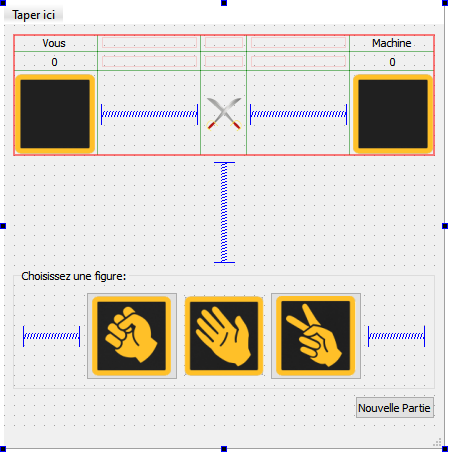 Taper ici
Vous Machine
0 0
Choisissez une figure:
Nouvelle Partie